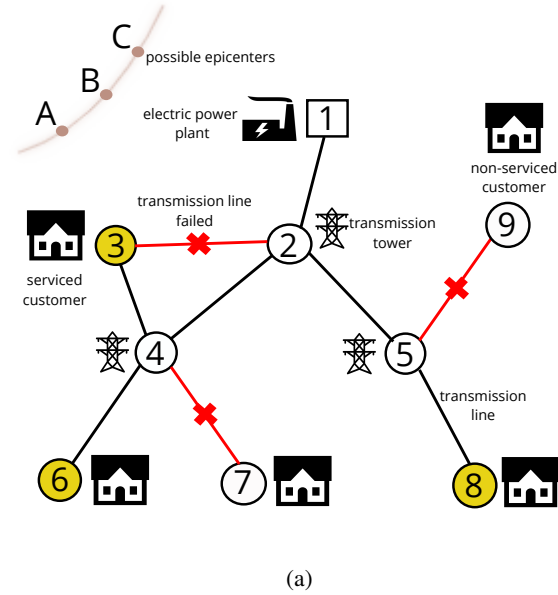 C
possible epicenters
B
A
electric power
plant
1
non-serviced
customer
transmission line
failed
9
3
2
transmission
tower
serviced
customer
4
5
transmission
line
6
7
8
(a)